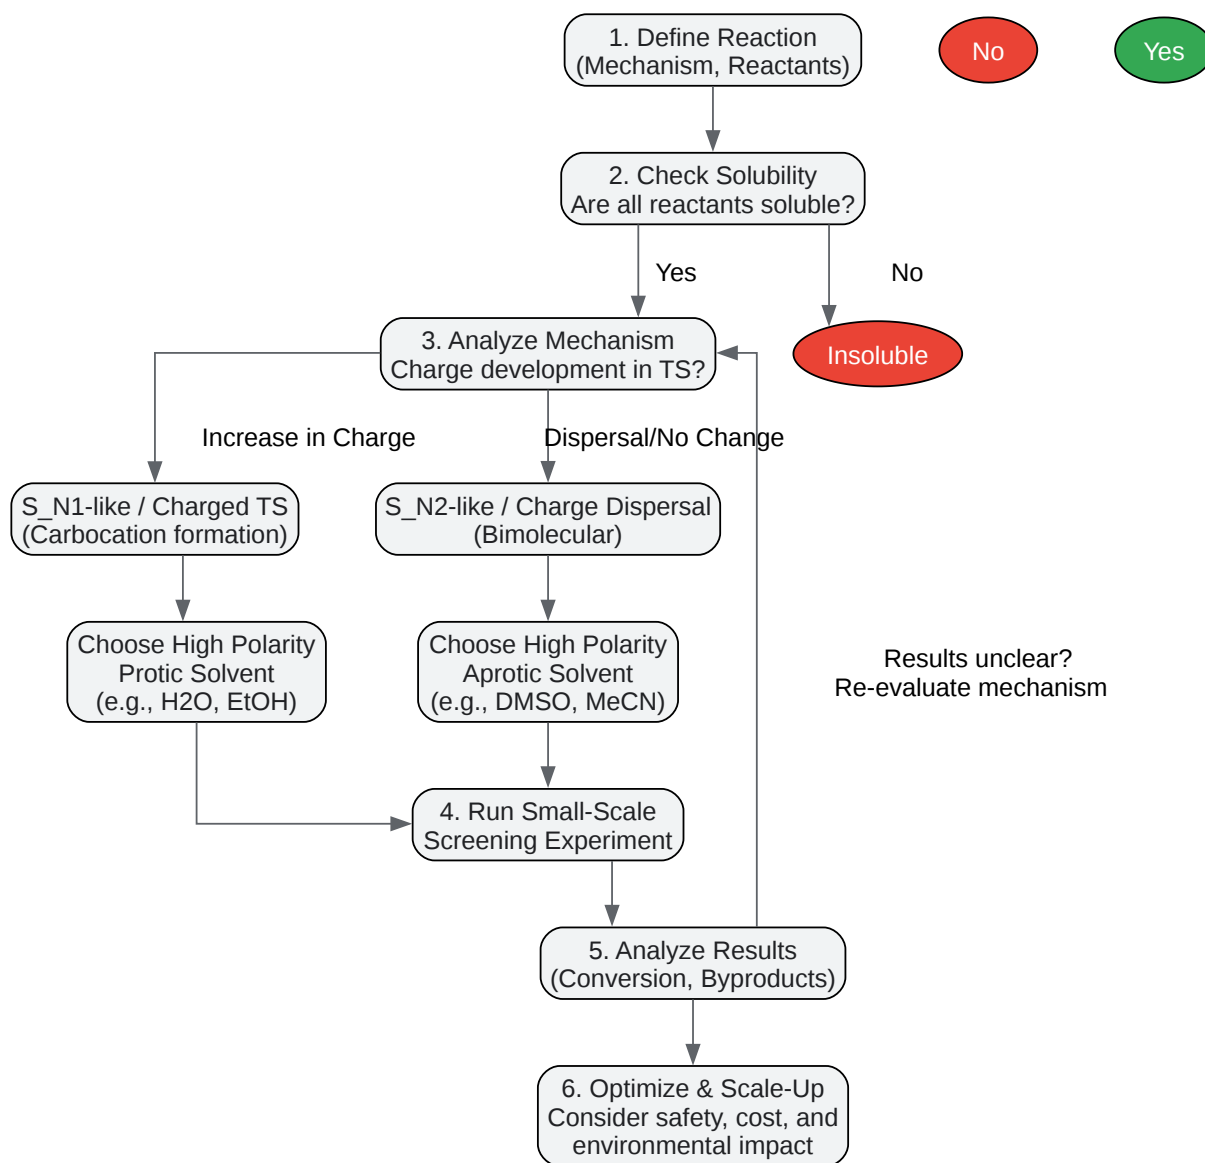 1. Define Reaction
(Mechanism, Reactants)
No
Yes
2. Check Solubility
Are all reactants soluble?
Yes
No
3. Analyze Mechanism
Charge development in TS?
Insoluble
Increase in Charge
Dispersal/No Change
S_N1-like / Charged TS
(Carbocation formation)
S_N2-like / Charge Dispersal
(Bimolecular)
Choose High Polarity
Protic Solvent
(e.g., H2O, EtOH)
Choose High Polarity
Aprotic Solvent
(e.g., DMSO, MeCN)
Results unclear?
Re-evaluate mechanism
4. Run Small-Scale
Screening Experiment
5. Analyze Results
(Conversion, Byproducts)
6. Optimize & Scale-Up
Consider safety, cost, and
environmental impact